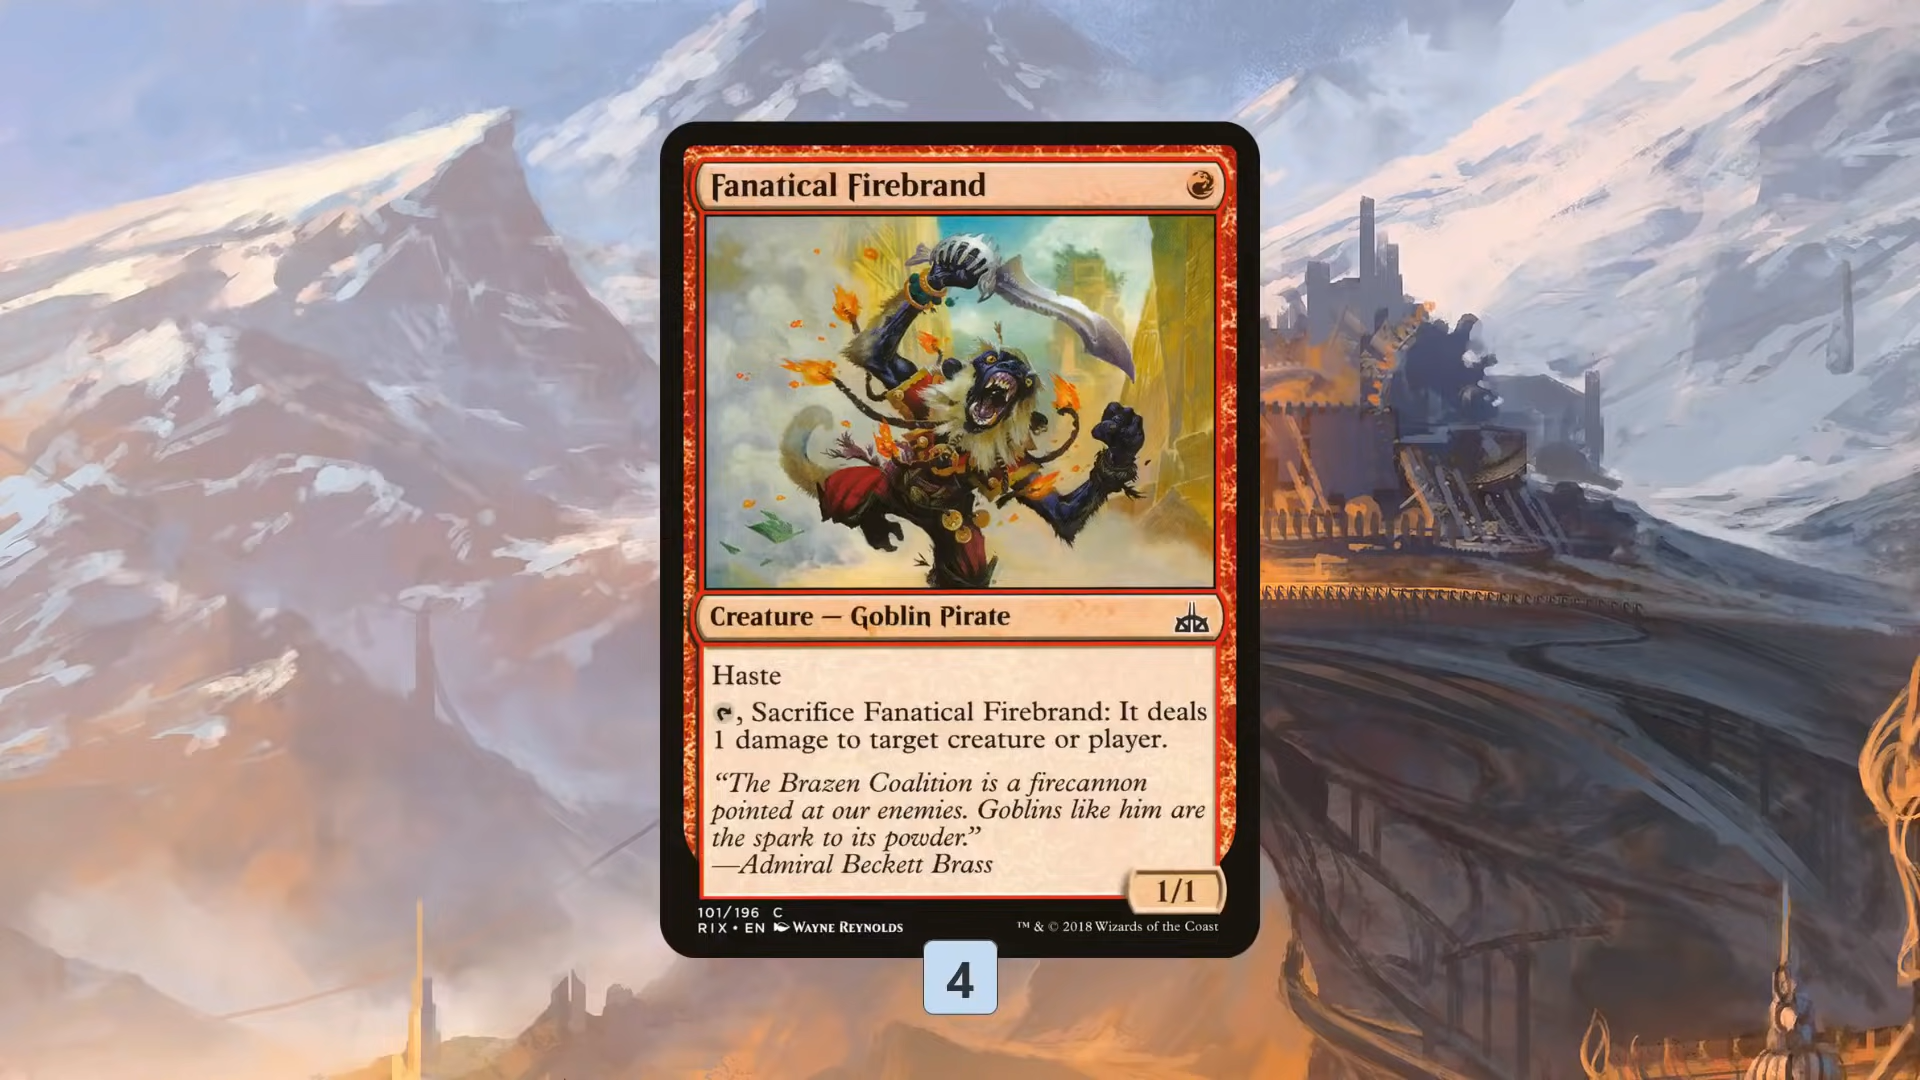 Fanatical Firebrand
Creature — Goblin Pirate
Haste
, Sacrifice Fanatical Firebrand: It deals
1 damage to target creature or player.
“The Brazen Coalition is a firecannon
pointed at our enemies. Goblins like him are
the spark to its powder.”
—Admiral Beckett Brass
1/1
101/196 C
RIX • EN Wayne Reynolds
™ & © 2018 Wizards of the Coast
4